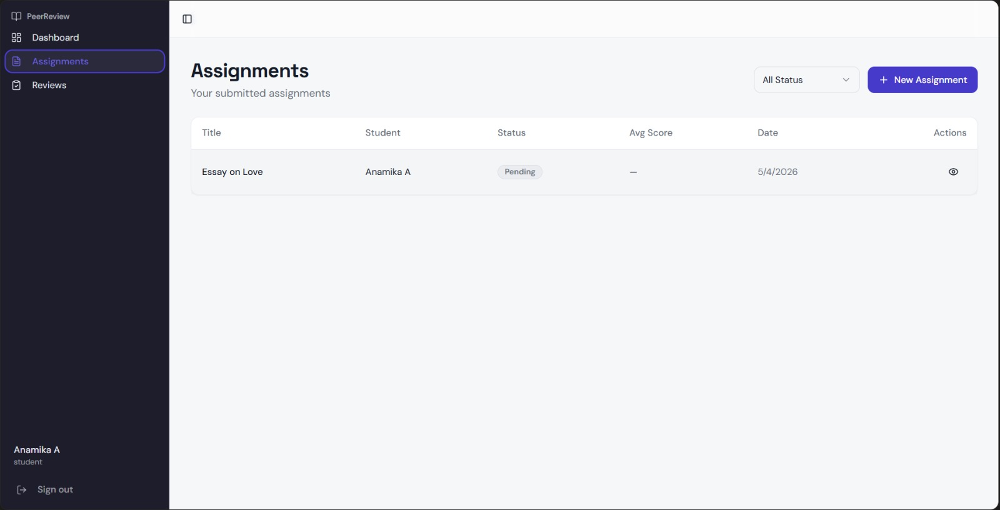 PeerReview
Dashboard
Assignments
Reviews
Anamika A
student
Sign out
Assignments
Your submitted assignments
All Status
New Assignment
Title Student Status Avg Score Date Actions
Essay on Love Anamika A Pending — 5/4/2026